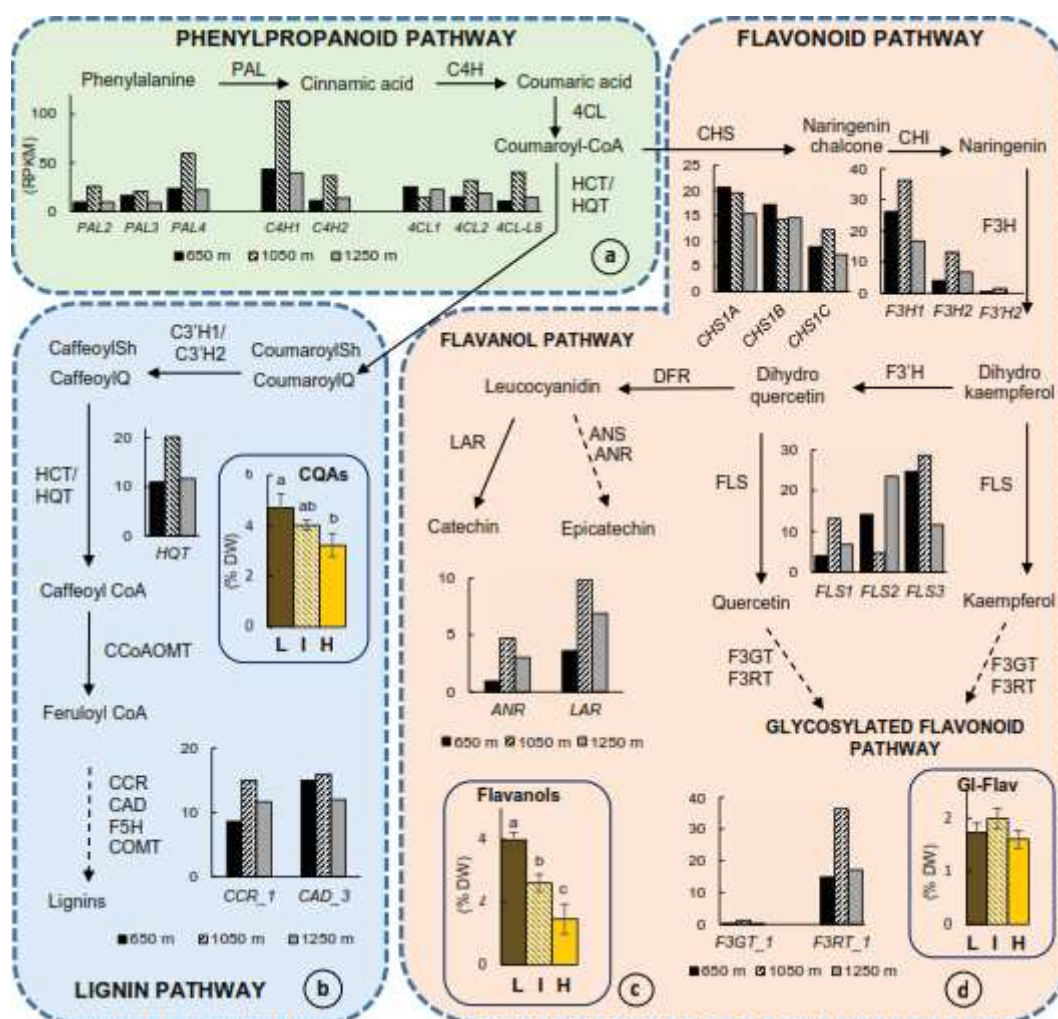 PHENYLPROPANOID PATHWAY
Phenylalanine
PAL
Cinnamic acid
C4H
Coumaric acid
4CL
Coumaroyl-CoA
HCT/
HQT
(RPKM)
100
50
0
PAL2
PAL3
PAL4
C4H1
C4H2
4CL1
4CL2
4CL-L8
650 m
1050 m
1250 m
a
FLAVONOID PATHWAY
CHS
Naringenin
chalcone
CHI
Naringenin
F3H
25
20
15
10
5
0
CHS1A
CHS1B
CHS1C
40
30
20
10
0
F3H1
F3H2
F3'H2
FLAVANOL PATHWAY
Leucocyanidin
DFR
Dihydro
quercetin
F3'H
Dihydro
kaempferol
LAR
ANS
ANR
Catechin
Epicatechin
FLS
FLS
30
20
10
0
FLS1
FLS2
FLS3
Quercetin
Kaempferol
10
5
0
ANR
LAR
650 m
1050 m
1250 m
F3GT
F3RT
F3GT
F3RT
GLYCOSYLATED FLAVONOID
PATHWAY
Flavanols
(% DW)
4
2
0
a
b
c
L
I
H
c
40
30
20
10
0
F3GT_1
F3RT_1
650 m
1050 m
1250 m
Gl-Flav
(% DW)
2
1
0
L
I
H
d
CaffeoylSh
CaffeoylQ
C3'H1/
C3'H2
CoumaroylSh
CoumaroylQ
HCT/
HQT
20
10
0
HQT
CQAs
(% DW)
6
4
2
0
a
ab
b
L
I
H
Caffeoyl CoA
CCoAOMT
Feruloyl CoA
CCR
CAD
F5H
COMT
Lignins
20
10
0
CCR_1
CAD_3
650 m
1050 m
1250 m
LIGNIN PATHWAY
b